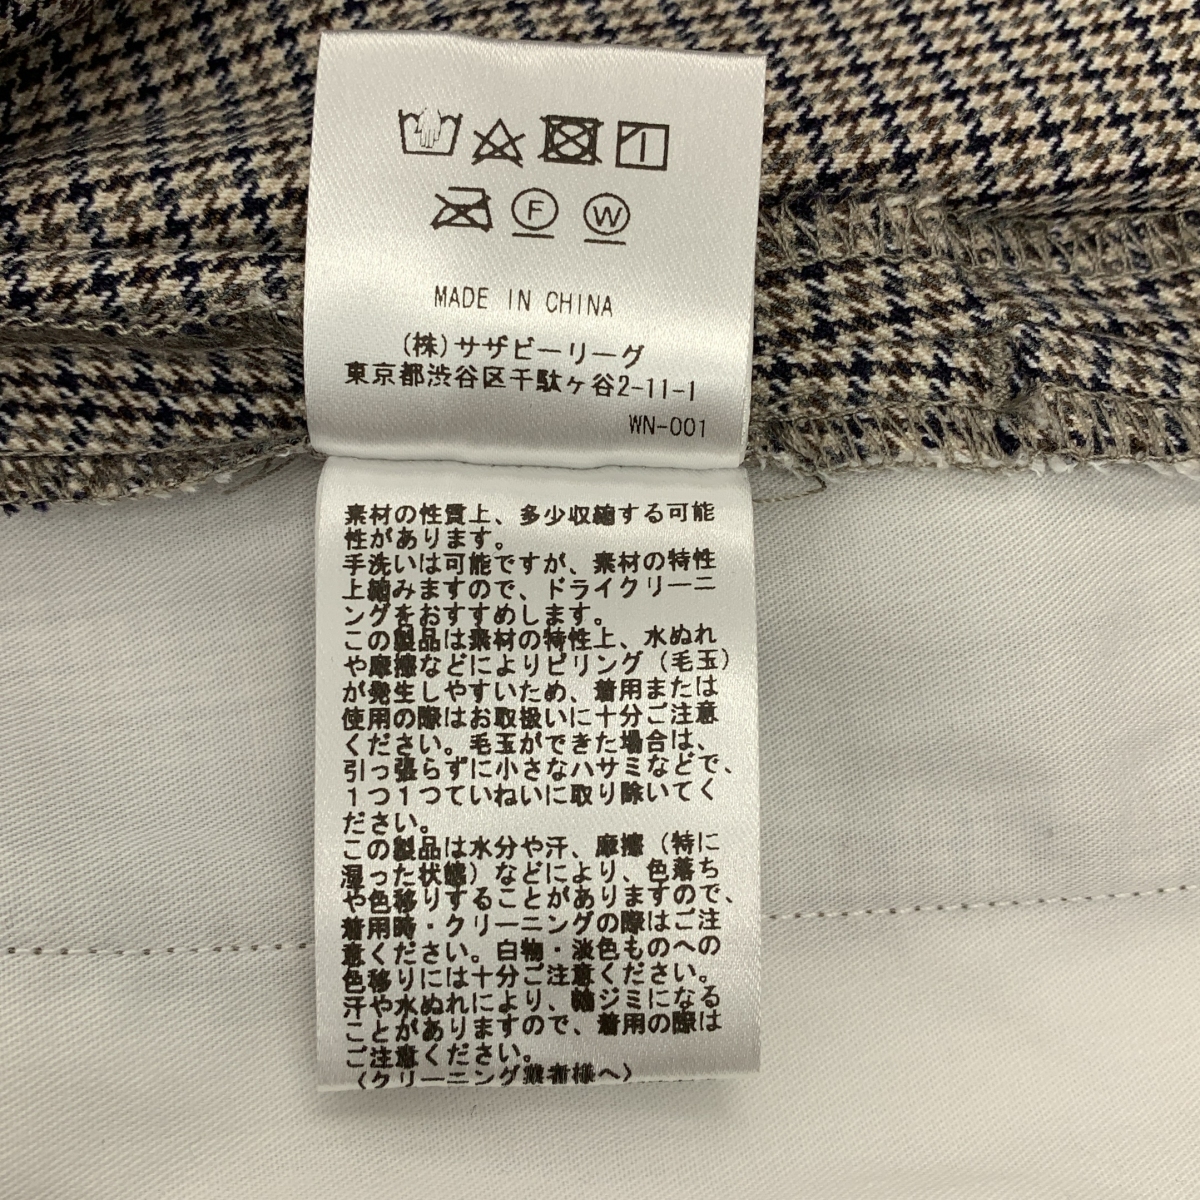 F W
MADE IN CHINA
(株)サザビーリーグ
東京都渋谷区千駄ヶ谷2-11-1
WN-001
素材の性質上、多少収縮する可能
性があります。
手洗いは可能ですが、素材の特性
上縮みますので、ドライクリーニ
ングをおすすめします。
この製品は素材の特性上、水ぬれ
や摩擦などによりピリング(毛玉)
が発生しやすいため、着用または
使用の際はお取扱いに十分ご注意
ください。毛玉ができた場合は、
引っ張らずに小さなハサミなどで、
1つ1つていねいに取り除いてく
ださい。
この製品は水分や汗、摩擦(特に
湿った状態)などにより、色落ち
や色移りすることがありますので、
着用時・クリーニングの際はご注
意ください。白物・淡色ものへの
色移りには十分ご注意ください。
汗や水ぬれにより、輪ジミになる
ことがありますので、着用の際は
ご注意ください。
(クリーニング業者様へ)